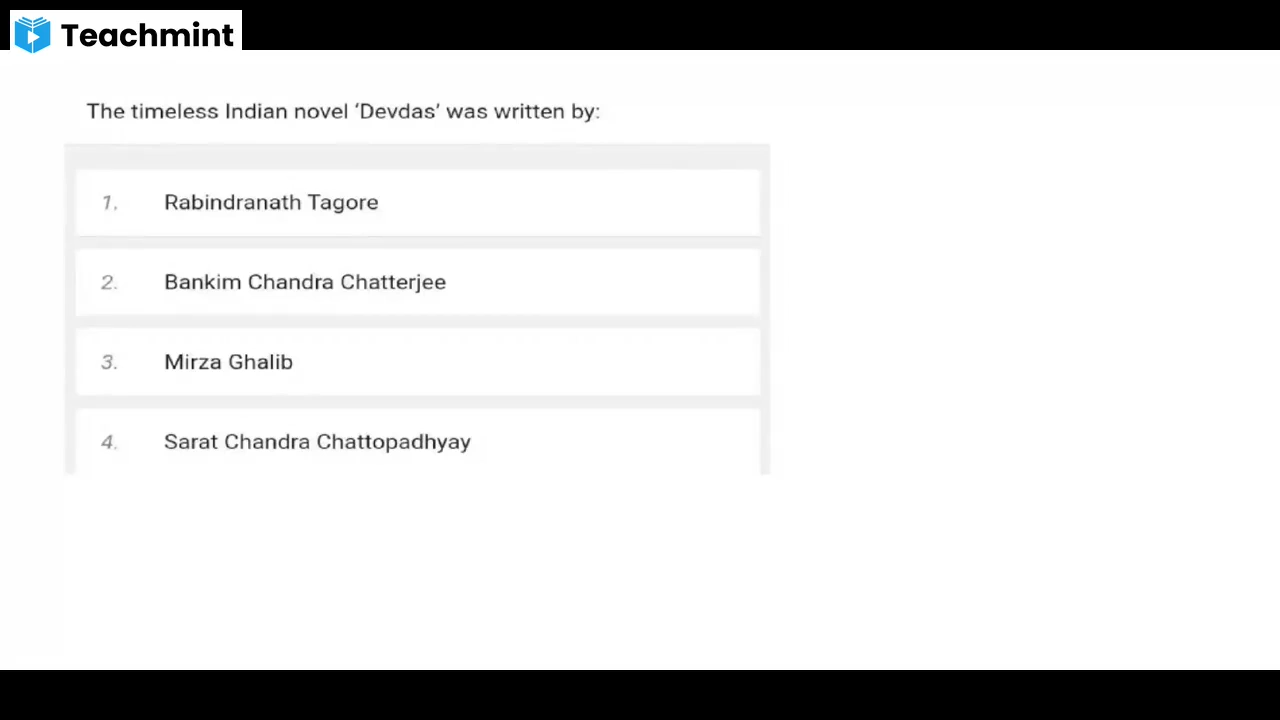 Teachmint
The timeless Indian novel ‘Devdas’ was written by:
1. Rabindranath Tagore
2. Bankim Chandra Chatterjee
3. Mirza Ghalib
4. Sarat Chandra Chattopadhyay